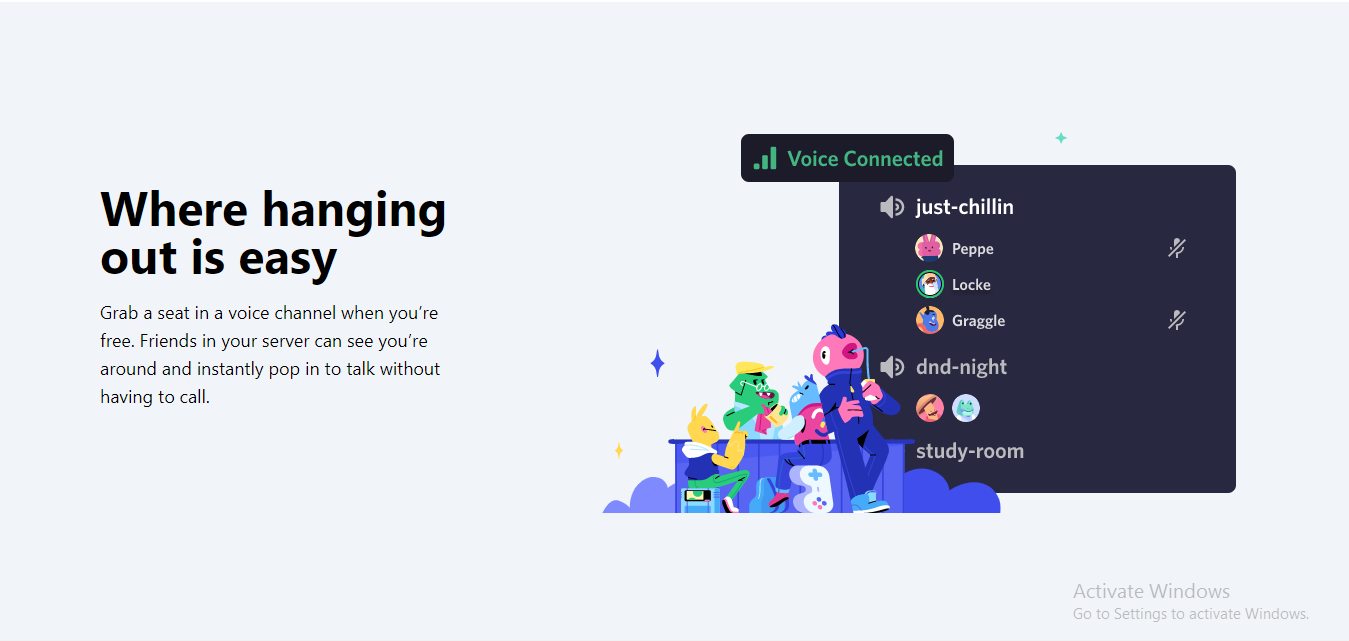 Where hanging
out is easy
Grab a seat in a voice channel when you’re
free. Friends in your server can see you’re
around and instantly pop in to talk without
having to call.
Voice Connected
just-chillin
Peppe
Locke
Graggle
dnd-night
study-room
Activate Windows
Go to Settings to activate Windows.